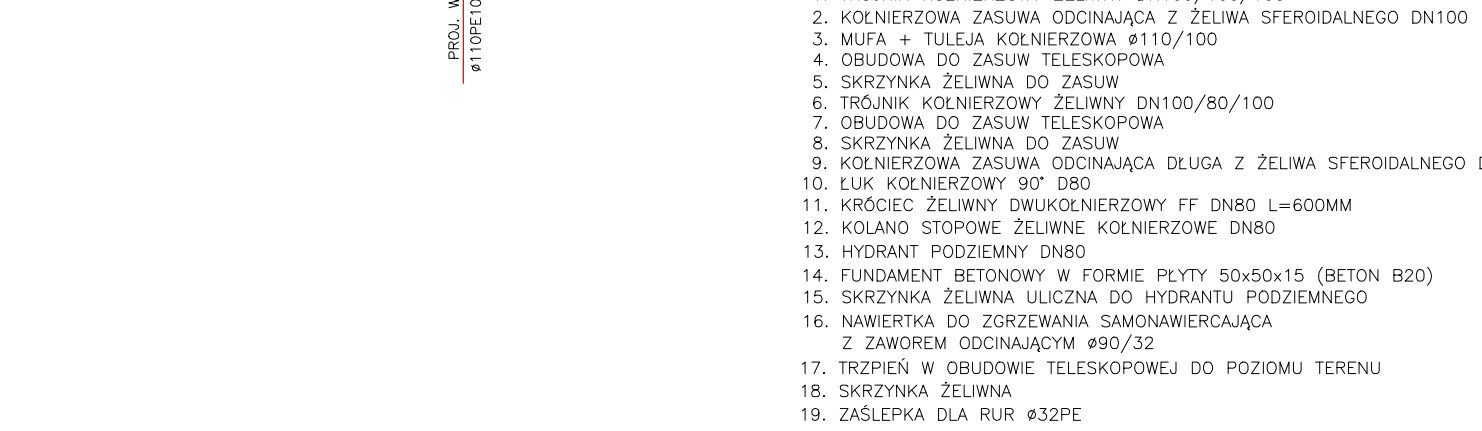 PROJ.
ø110PE10
2. KOŁNIERZOWA ZASUWA ODCINAJĄCA Z ŻELIWA SFEROIDALNEGO DN100
3. MUFA + TULEJA KOŁNIERZOWA ø110/100
4. OBUDOWA DO ZASUW TELESKOPOWA
5. SKRZYNKA ŻELIWNA DO ZASUW
6. TRÓJNIK KOŁNIERZOWY ŻELIWNY DN100/80/100
7. OBUDOWA DO ZASUW TELESKOPOWA
8. SKRZYNKA ŻELIWNA DO ZASUW
9. KOŁNIERZOWA ZASUWA ODCINAJĄCA DŁUGA Z ŻELIWA SFEROIDALNEGO
10. ŁUK KOŁNIERZOWY 90° D80
11. KRÓCIEC ŻELIWNY DWUKOŁNIERZOWY FF DN80 L=600MM
12. KOLANO STOPOWE ŻELIWNE KOŁNIERZOWE DN80
13. HYDRANT PODZIEMNY DN80
14. FUNDAMENT BETONOWY W FORMIE PŁYTY 50x50x15 (BETON B20)
15. SKRZYNKA ŻELIWNA ULICZNA DO HYDRANTU PODZIEMNEGO
16. NAWIERTKA DO ZGRZEWANIA SAMONAWIERCAJĄCA
Z ZAWOREM ODCINAJĄCYM ø90/32
17. TRZPIEŃ W OBUDOWIE TELESKOPOWEJ DO POZIOMU TERENU
18. SKRZYNKA ŻELIWNA
19. ZAŚLEPKA DLA RUR ø32PE